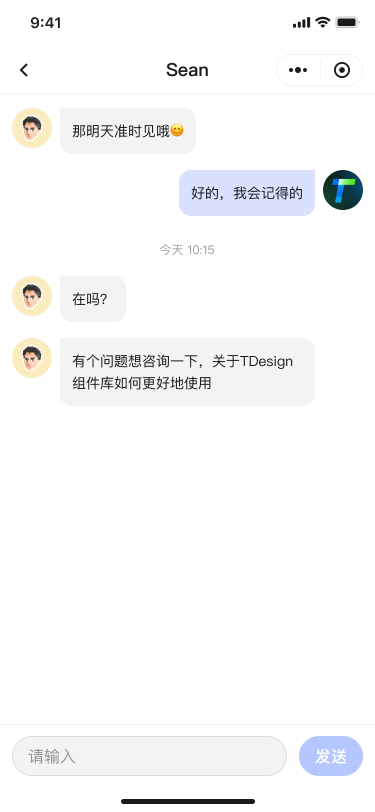 9:41
Sean
那明天准时见哦😊
好的，我会记得的
今天 10:15
在吗？
有个问题想咨询一下，关于TDesign
组件库如何更好地使用
请输入
发送